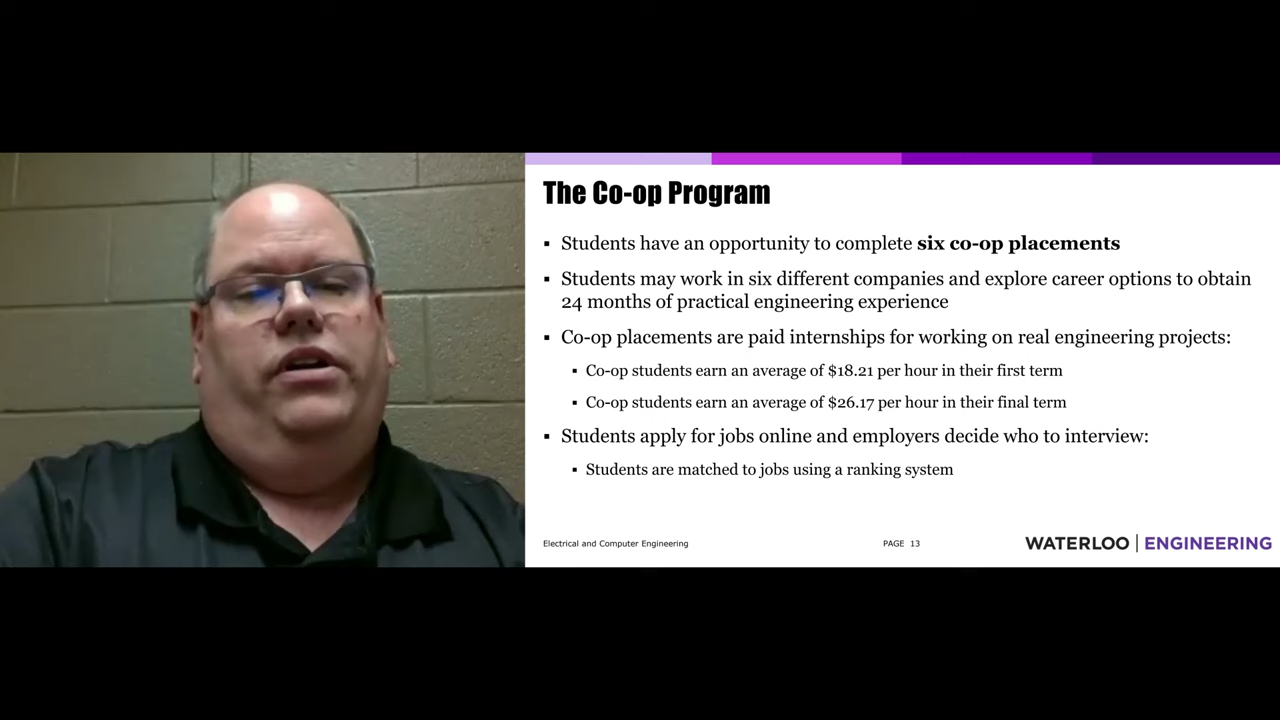 The Co-op Program
▪ Students have an opportunity to complete six co-op placements
▪ Students may work in six different companies and explore career options to obtain
24 months of practical engineering experience
▪ Co-op placements are paid internships for working on real engineering projects:
▪ Co-op students earn an average of $18.21 per hour in their first term
▪ Co-op students earn an average of $26.17 per hour in their final term
▪ Students apply for jobs online and employers decide who to interview:
▪ Students are matched to jobs using a ranking system
Electrical and Computer Engineering
PAGE 13
WATERLOO | ENGINEERING